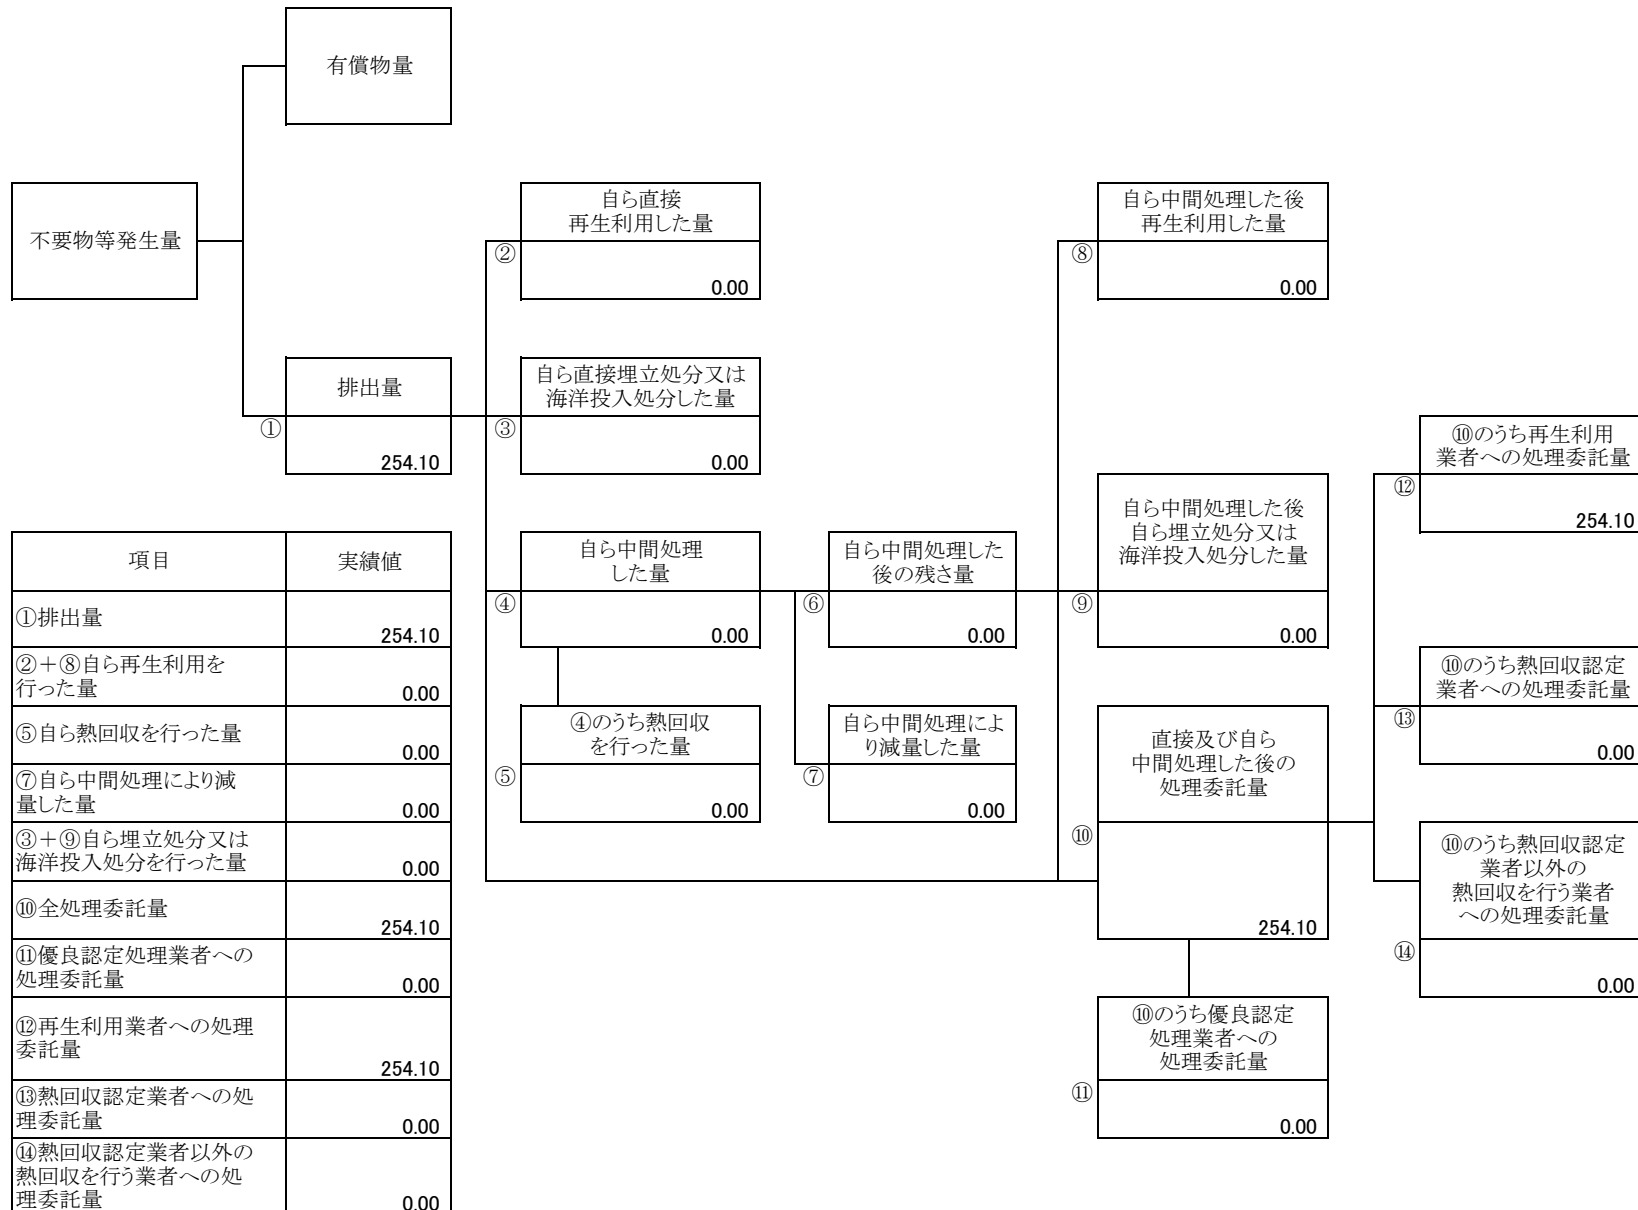 有償物量
不要物等発生量
自ら直接
再生利用した量
②
0.00
自ら中間処理した後
再生利用した量
⑧
0.00
排出量
①
254.10
自ら直接埋立処分又は
海洋投入処分した量
③
0.00
⑩のうち再生利用
業者への処理委託量
⑫
254.10
自ら中間処理した後
自ら埋立処分又は
海洋投入処分した量
⑨
0.00
自ら中間処理
した量
④
0.00
自ら中間処理した
後の残さ量
⑥
0.00
⑩のうち熱回収認定
業者への処理委託量
⑬
0.00
④のうち熱回収
を行った量
⑤
0.00
自ら中間処理によ
り減量した量
⑦
0.00
直接及び自ら
中間処理した後の
処理委託量
⑩
254.10
⑩のうち熱回収認定
業者以外の
熱回収を行う業者
への処理委託量
⑭
0.00
⑩のうち優良認定
処理業者への
処理委託量
⑪
0.00
項目 実績値
①排出量
254.10
②+⑧自ら再生利用を
行った量
0.00
⑤自ら熱回収を行った量
0.00
⑦自ら中間処理により減
量した量
0.00
③+⑨自ら埋立処分又は
海洋投入処分を行った量
0.00
⑩全処理委託量
254.10
⑪優良認定処理業者への
処理委託量
0.00
⑫再生利用業者への処理
委託量
254.10
⑬熱回収認定業者への処
理委託量
0.00
⑭熱回収認定業者以外の
熱回収を行う業者への処
理委託量
0.00